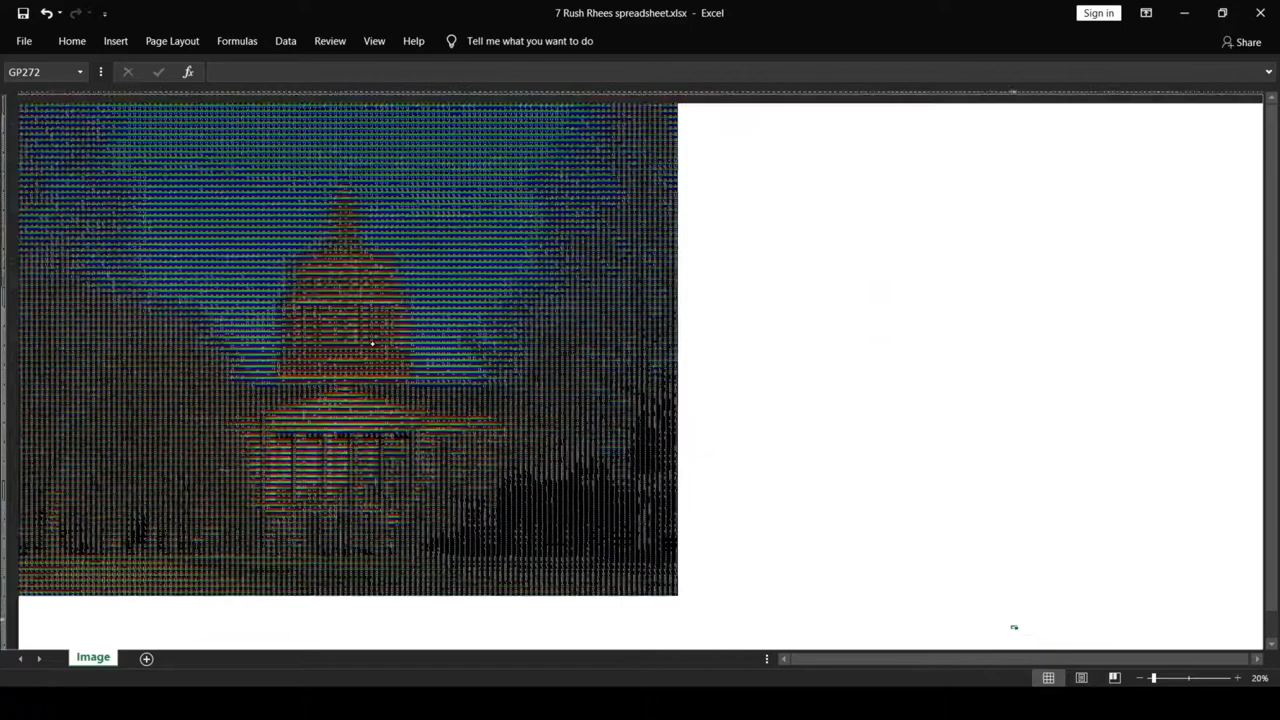 7 Rush Rhees spreadsheet.xlsx - Excel
Sign in
File Home Insert Page Layout Formulas Data Review View Help Tell me what you want to do
Share
GP272
fx
Image
20%